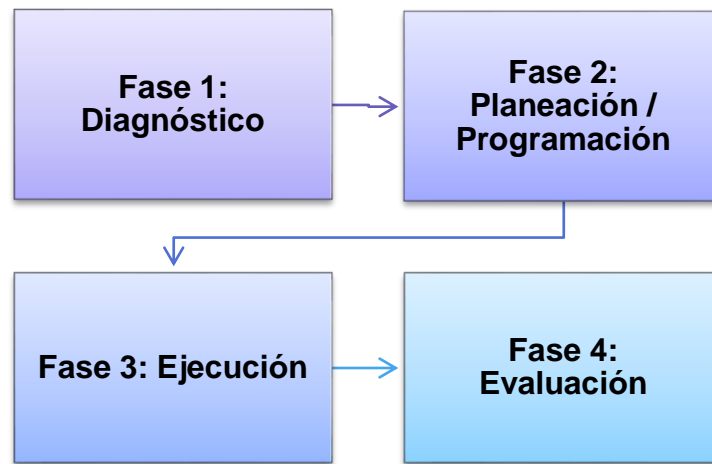 Fase 1:
Diagnóstico
Fase 2:
Planeación /
Programación
Fase 3: Ejecución
Fase 4:
Evaluación